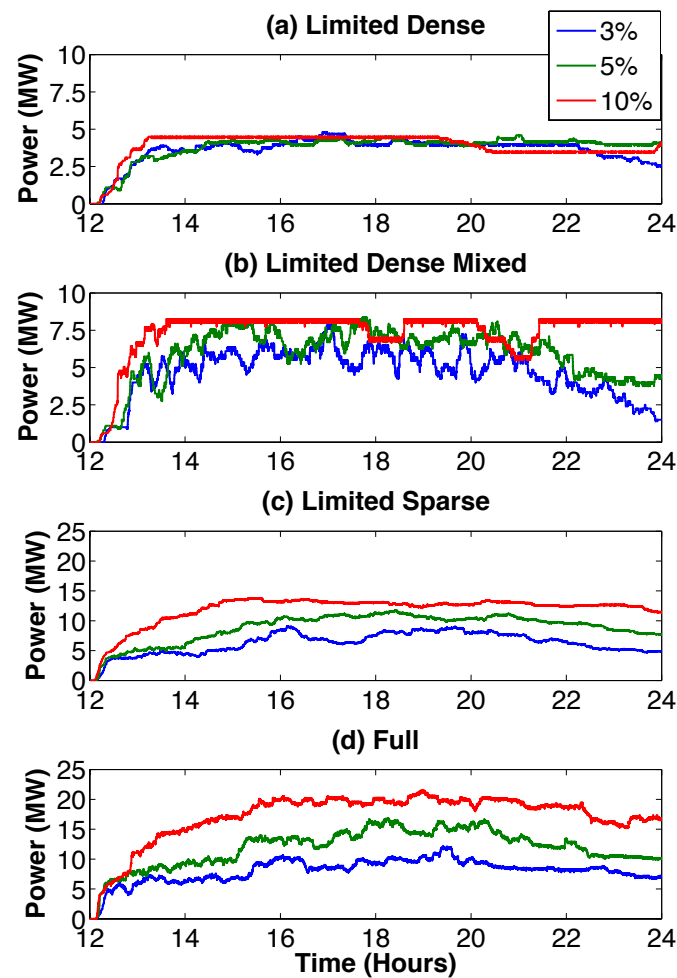 (a) Limited Dense
3%
5%
10%
Power (MW)
10
7.5
5
2.5
0
12 14 16 18 20 22 24
(b) Limited Dense Mixed
Power (MW)
10
7.5
5
2.5
0
12 14 16 18 20 22 24
(c) Limited Sparse
Power (MW)
25
20
15
10
5
0
12 14 16 18 20 22 24
(d) Full
Power (MW)
25
20
15
10
5
0
12 14 16 18 20 22 24
Time (Hours)